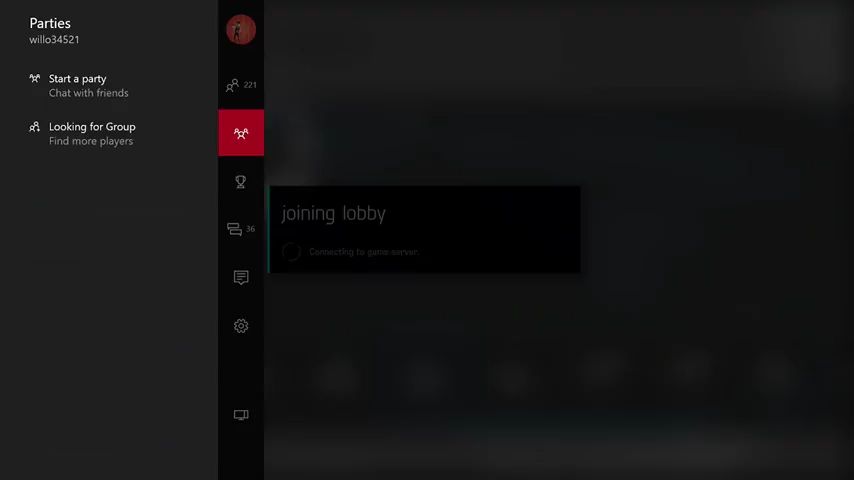 Parties
willo34521
Start a party
Chat with friends
Looking for Group
Find more players
221
36
joining lobby
Connecting to game server.